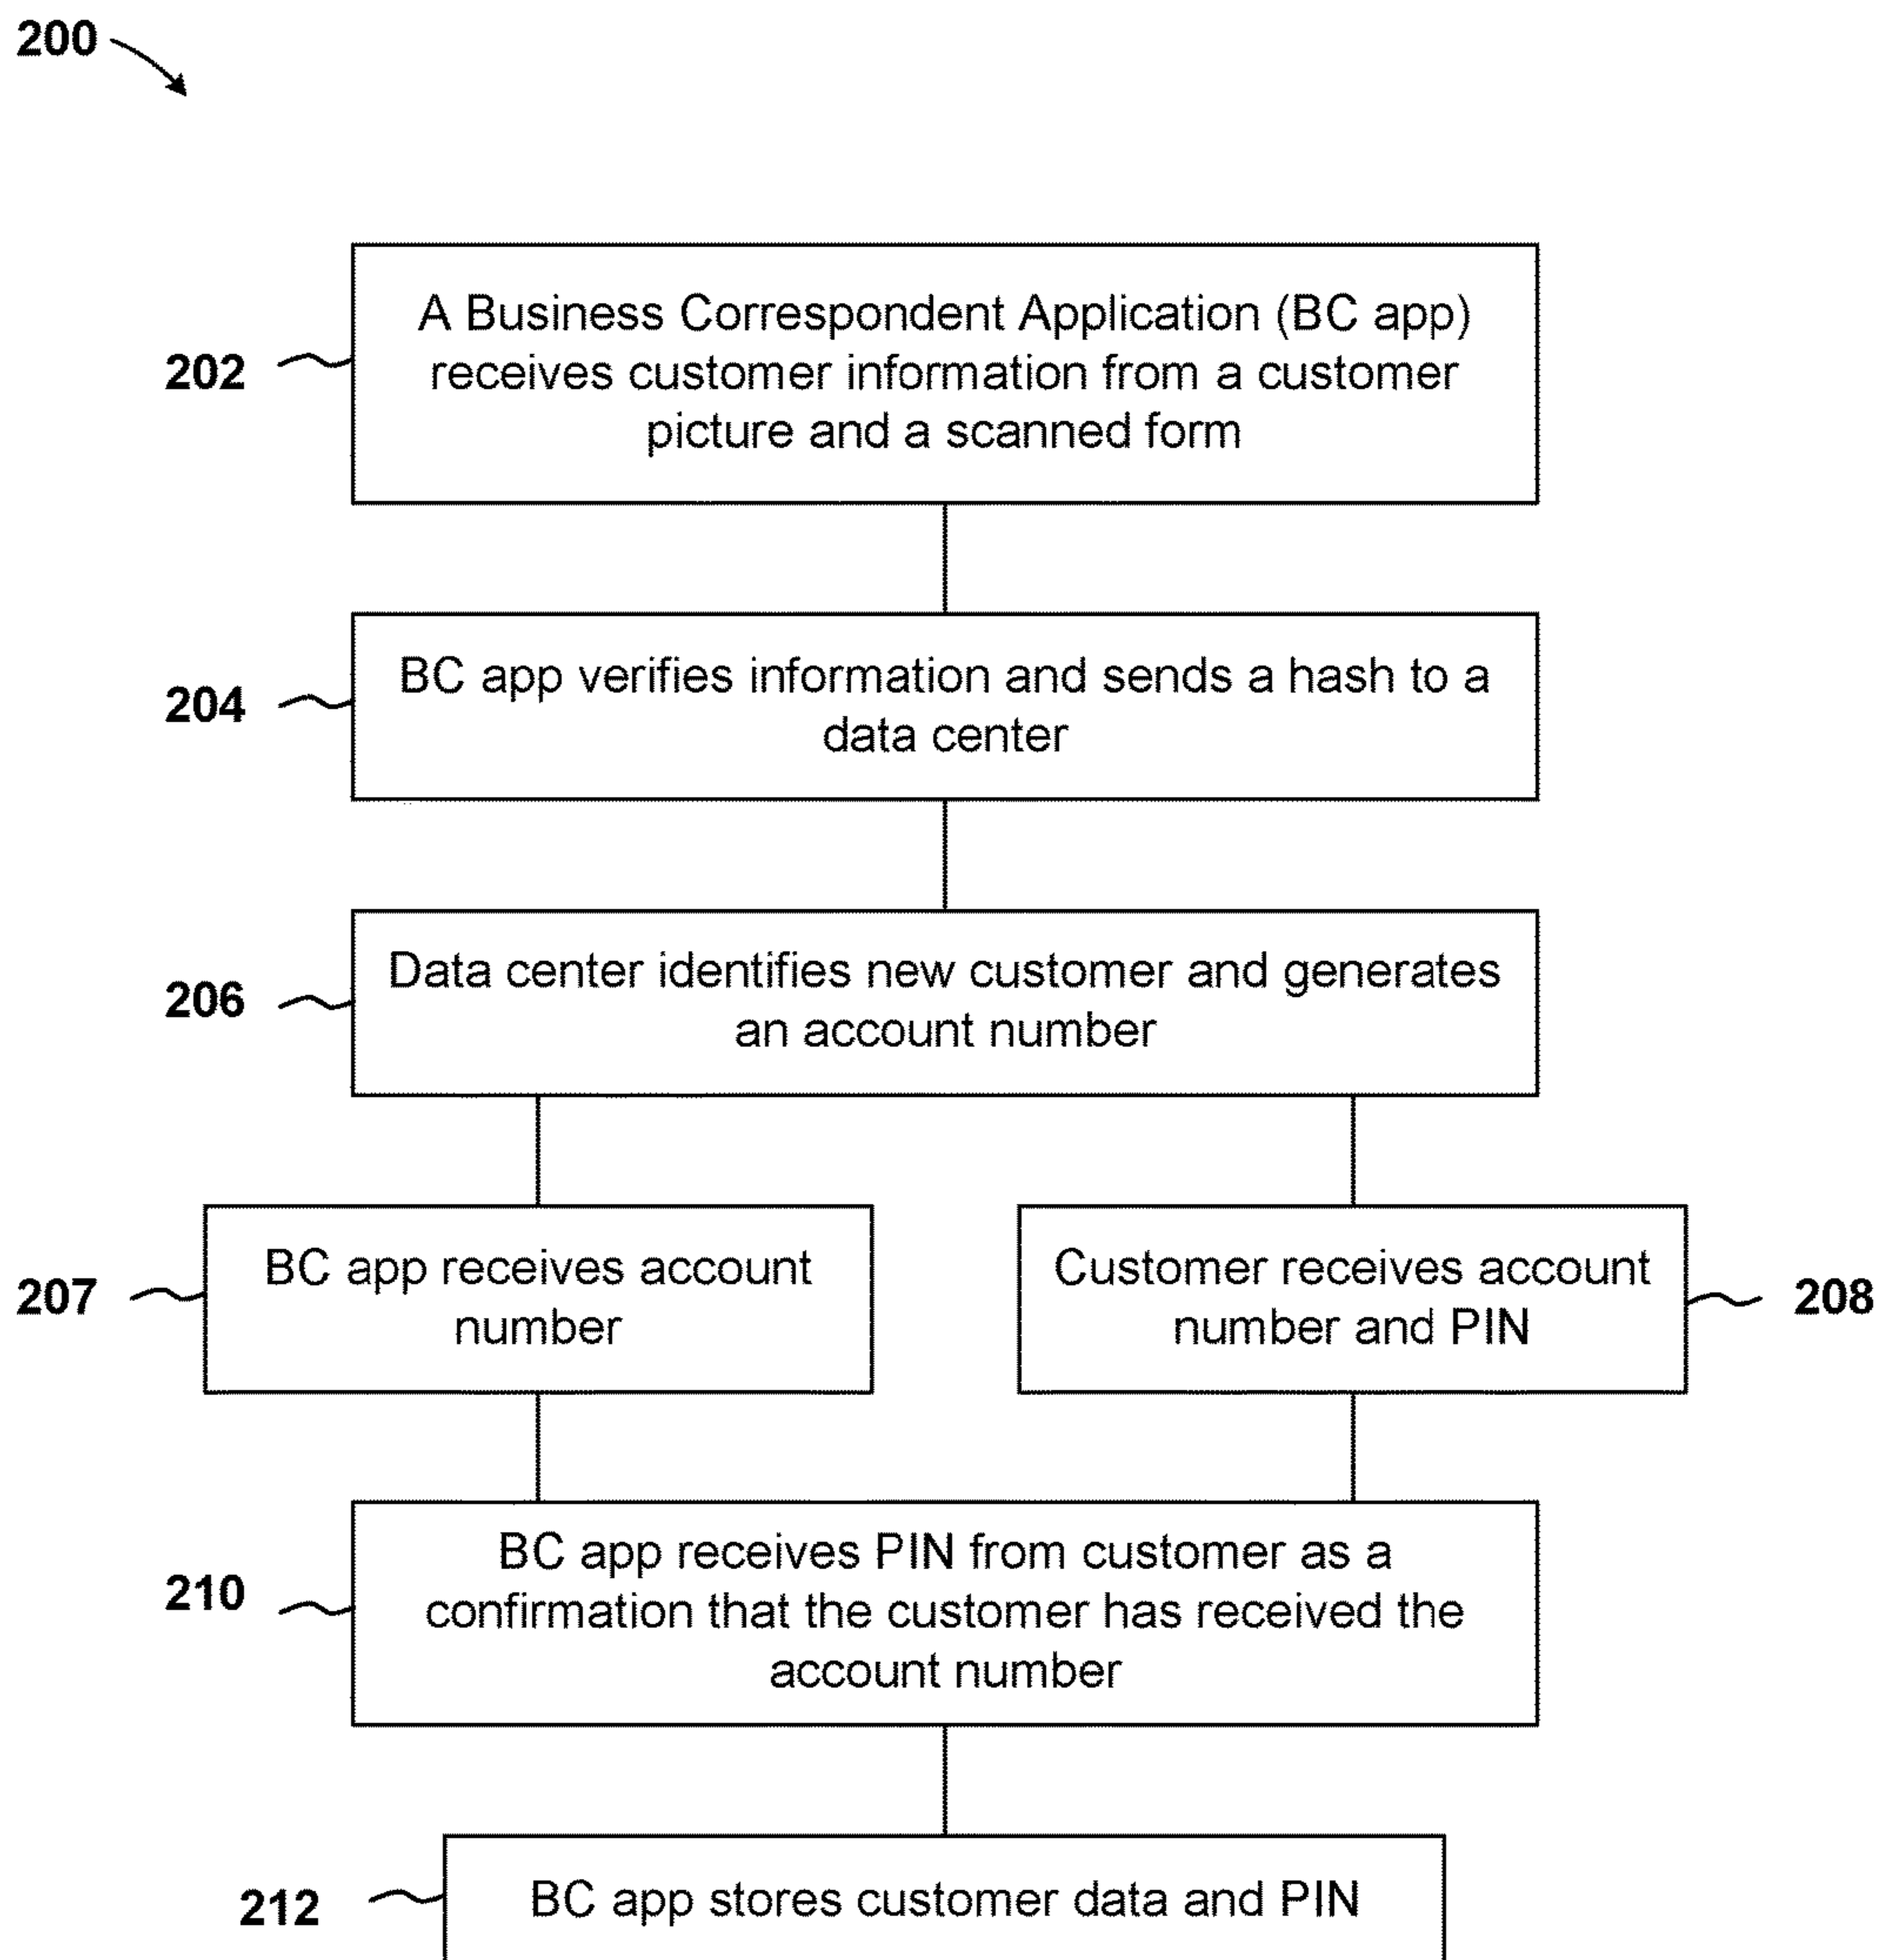 200
A Business Correspondent Application (BC app)
receives customer information from a customer
picture and a scanned form
202
BC app verifies information and sends a hash to a
data center
204
Data center identifies new customer and generates
an account number
206
BC app receives account
number
207
Customer receives account
number and PIN
208
BC app receives PIN from customer as a
confirmation that the customer has received the
account number
210
BC app stores customer data and PIN
212